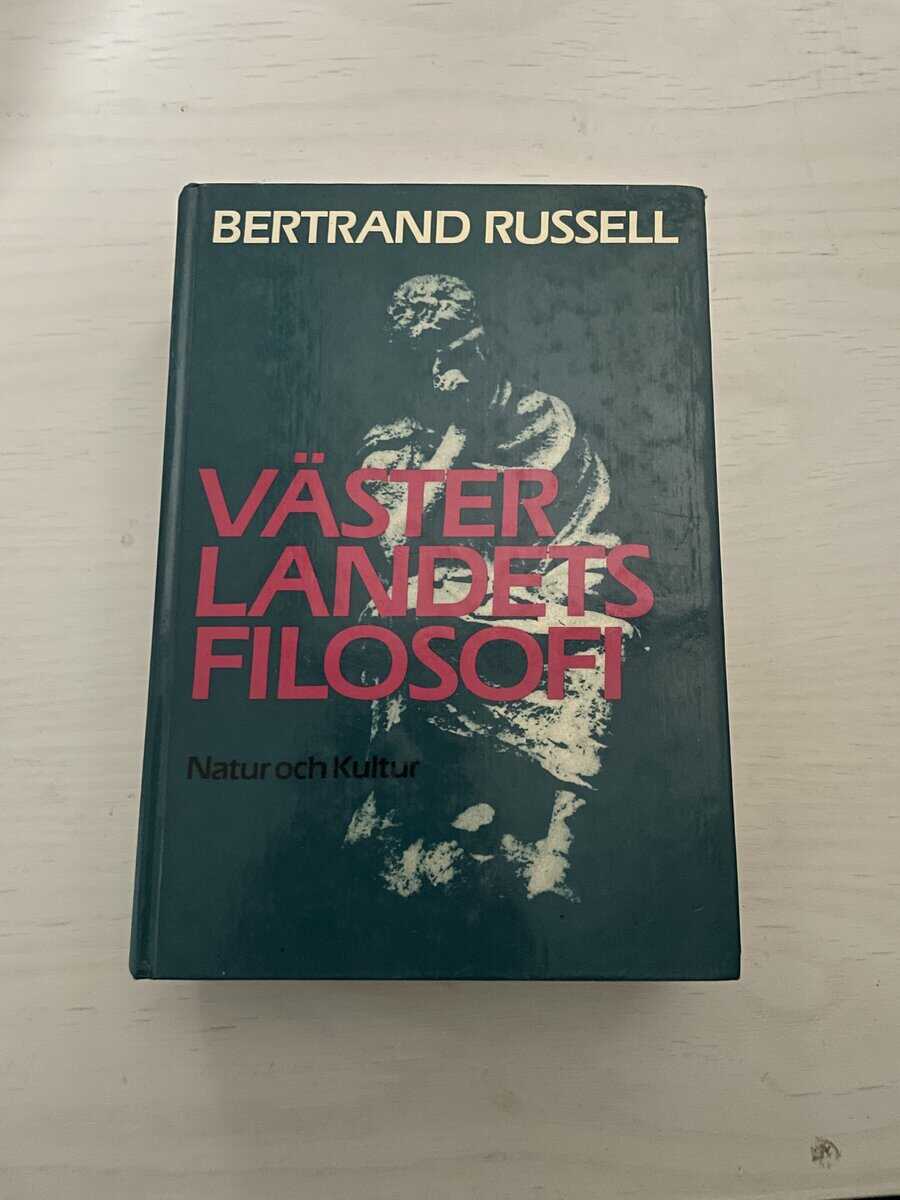 BERTRAND RUSSELL
VÄSTER
LANDETS
FILOSOFI
Natur och Kultur